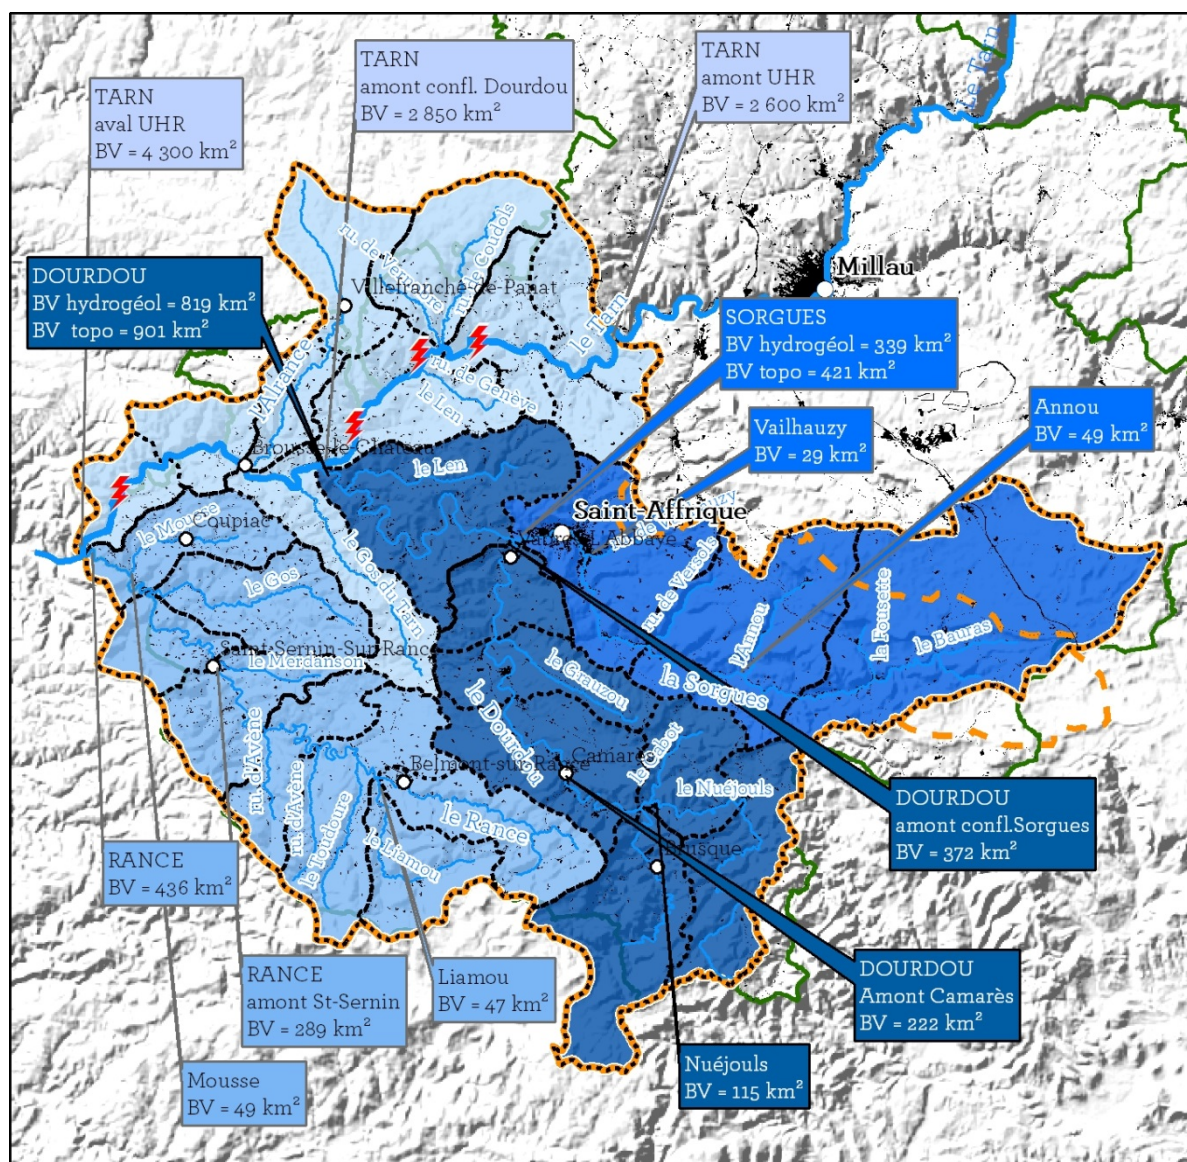 TARN
amont confl. Dourdou
BV = 2 850 km²
TARN
amont UHR
BV = 2 600 km²
Le Tarn
TARN
aval UHR
BV = 4 300 km²
ru. de Vernobre
ru. de Coudols
Millau
DOURDOU
BV hydrogéol = 819 km²
BV topo = 901 km²
Villefranche-de-Panat
le Tarn
SORGUES
BV hydrogéol = 339 km²
BV topo = 421 km²
l'Alrance
ru. de Genève
le Len
Annou
BV = 49 km²
Vailhauzy
BV = 29 km²
Brousse-le-Château
le Len
Saint-Affrique
le Mousse
Coupiac
le Gos
le Gos du Tarn
ru. de Versols
l'Annou
la Fousette
le Bauras
Saint-Sernin-Sur-Rance
le Merdanson
le Grauzou
la Sorgues
le Dourdou
ru. d'Avène
ru. d'Avène
le Toudoure
le Liamou
Belmont-sur-Rance
le Rance
Camarès
le Cabot
le Nuéjouls
Brusque
DOURDOU
amont confl.Sorgues
BV = 372 km²
RANCE
BV = 436 km²
RANCE
amont St-Sernin
BV = 289 km²
Liamou
BV = 47 km²
DOURDOU
Amont Camarès
BV = 222 km²
Nuéjouls
BV = 115 km²
Mousse
BV = 49 km²